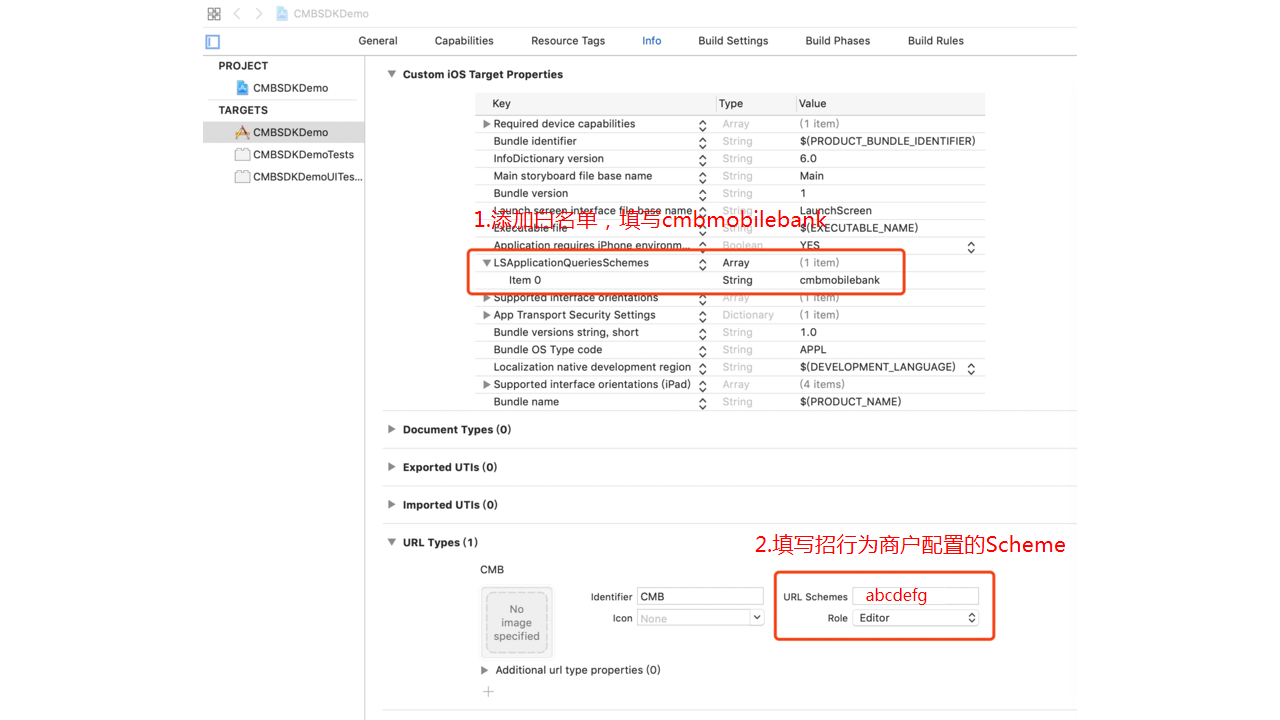 CMBSDKDemo
General Capabilities Resource Tags Info Build Settings Build Phases Build Rules
PROJECT
CMBSDKDemo
TARGETS
CMBSDKDemo
CMBSDKDemoTests
CMBSDKDemoUITes...
Custom iOS Target Properties
Key Type Value
Required device capabilities Array (1 item)
Bundle identifier String $(PRODUCT_BUNDLE_IDENTIFIER)
InfoDictionary version String 6.0
Main storyboard file base name String Main
Bundle version String 1
Launch screen interface file base name String LaunchScreen
1.添加白名单，填写cmbmobilebank
Executable file String $(EXECUTABLE_NAME)
Application requires iPhone environm... Boolean YES
LSApplicationQueriesSchemes Array (1 item)
Item 0 String cmbmobilebank
Supported interface orientations Array (1 item)
App Transport Security Settings Dictionary (1 item)
Bundle versions string, short String 1.0
Bundle OS Type code String APPL
Localization native development region String $(DEVELOPMENT_LANGUAGE)
Supported interface orientations (iPad) Array (4 items)
Bundle name String $(PRODUCT_NAME)
Document Types (0)
Exported UTIs (0)
Imported UTIs (0)
URL Types (1)
2.填写招行为商户配置的Scheme
CMB
No image specified
Identifier CMB
Icon None
URL Schemes abcdefg
Role Editor
Additional url type properties (0)